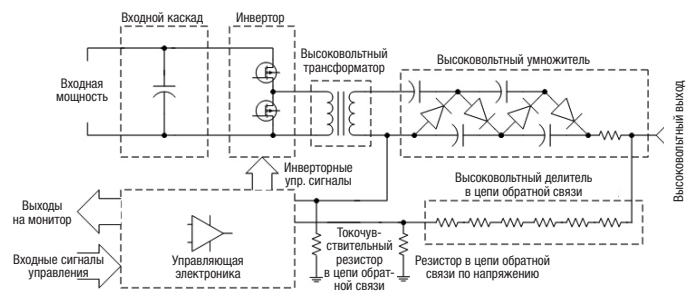 Входной каскад
Инвертор
Высоковольтный
трансформатор
Высоковольтный умножитель
Входная
мощность
Высоковольтный выход
Инверторные
упр. сигналы
Высоковольтный делитель
в цепи обратной связи
Выходы
на монитор
Входные сигналы
управления
Управляющая
электроника
Токочув-
ствительный
резистор
в цепи обрат-
ной связи
Резистор в цепи обратной
связи по напряжению